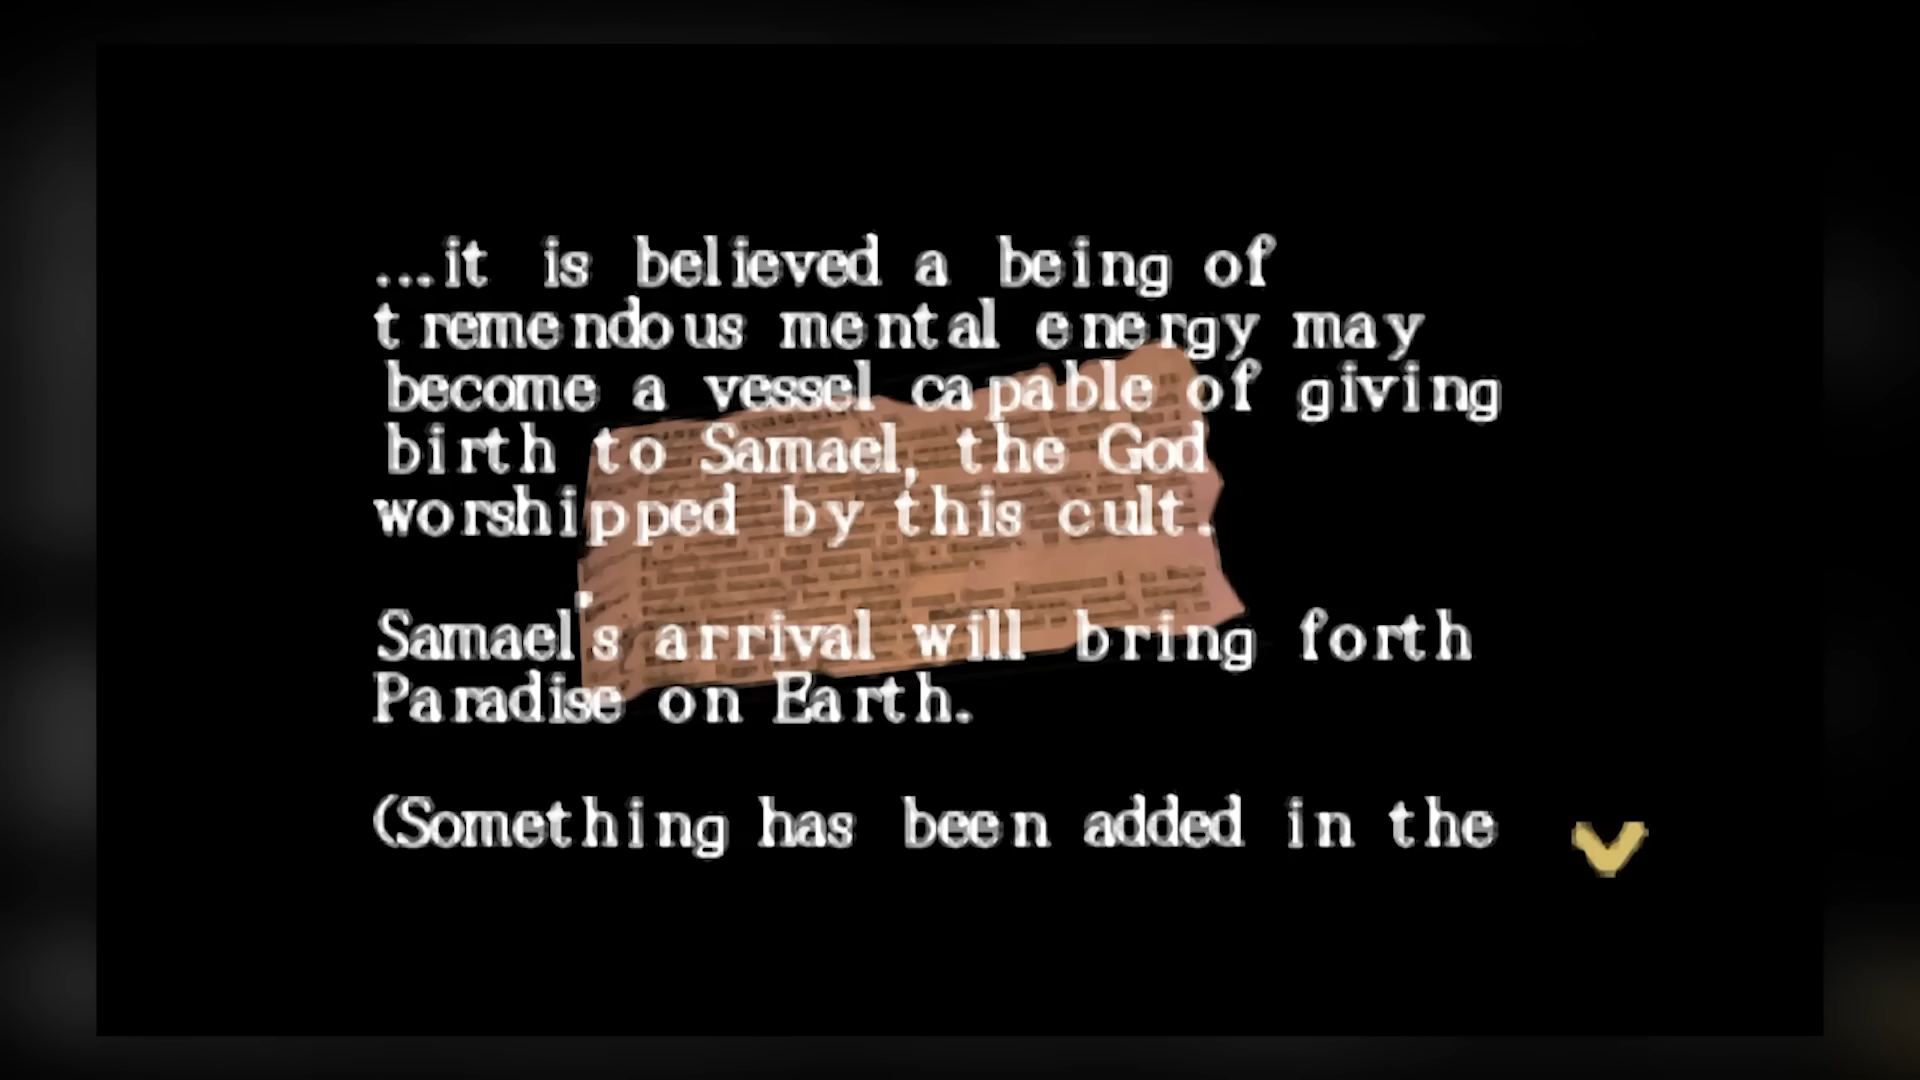 ...it is believed a being of
tremendous mental energy may
become a vessel capable of giving
birth to Samael, the God
worshipped by this cult.
Samael's arrival will bring forth
Paradise on Earth.
(Something has been added in the